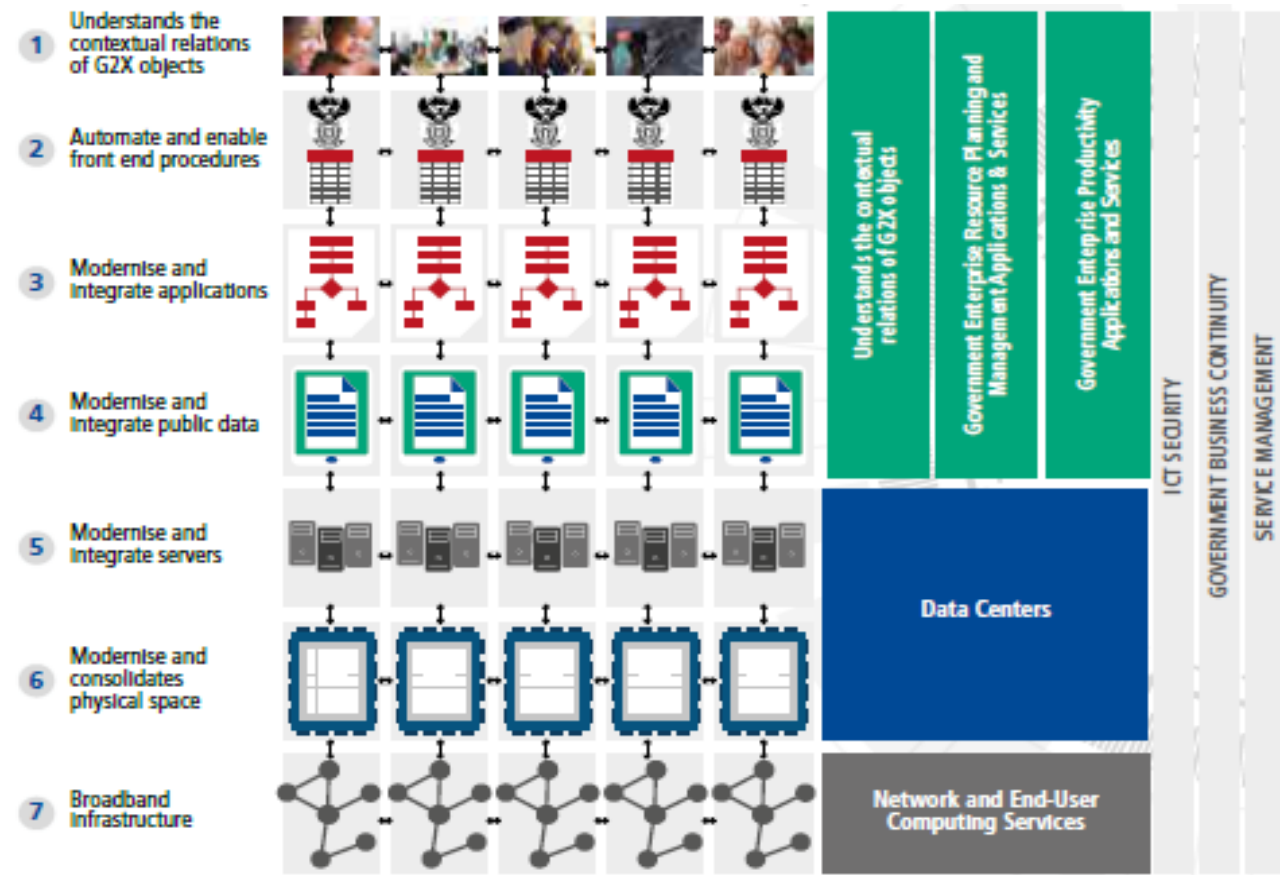 1
Understands the
contextual relations
of G2X objects
2
Automate and enable
front end procedures
3
Modernise and
integrate applications
4
Modernise and
integrate public data
5
Modernise and
integrate servers
6
Modernise and
consolidates
physical space
7
Broadband
infrastructure
Understands the contextual
relations of G2X objects
Government Enterprise Resource Planning and
Management Applications & Services
Government Enterprise Productivity
Applications and Services
Data Centers
Network and End-User
Computing Services
ICT SECURITY
GOVERNMENT BUSINESS CONTINUITY
SERVICE MANAGEMENT